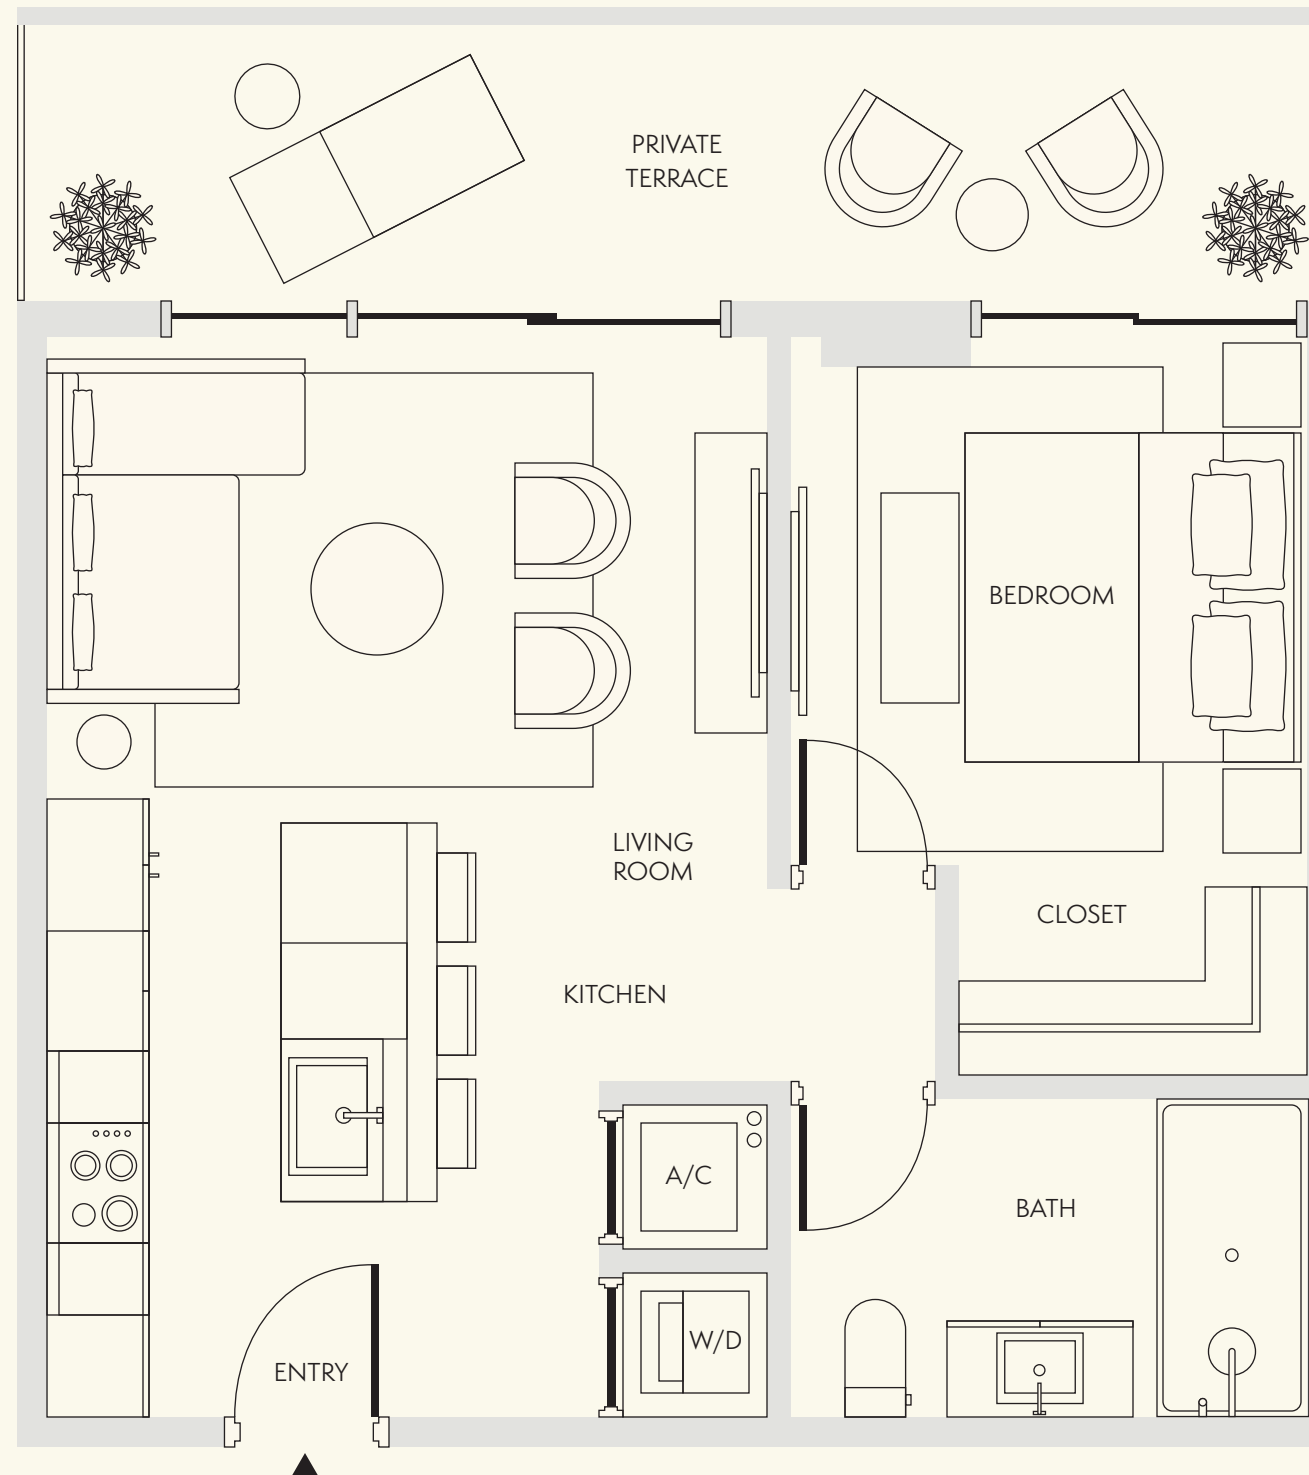 PRIVATE
TERRACE
BEDROOM
LIVING
ROOM
CLOSET
KITCHEN
A/C
BATH
W/D
ENTRY